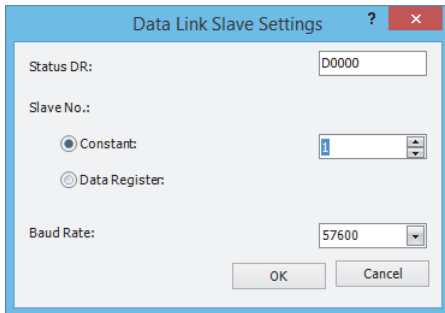 Data Link Slave Settings ?
Status DR: D0000
Slave No.:
Constant: 1
Data Register:
Baud Rate: 57600
OK Cancel